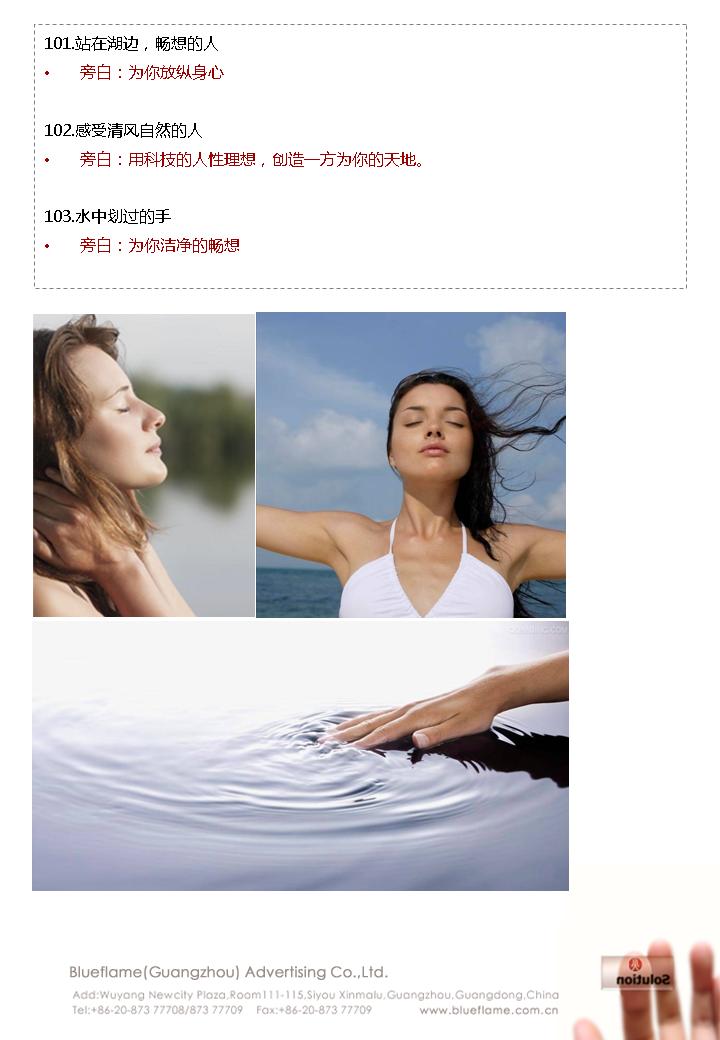 101.站在湖边，畅想的人
• 旁白：为你放纵身心
102.感受清风自然的人
• 旁白：用科技的人性理想，创造一方为你的天地。
103.水中划过的手
• 旁白：为你洁净的畅想
Blueflame(Guangzhou) Advertising Co.,Ltd.
Add:Wuyang Newcity Plaza,Room111-115,Siyou Xinmalu,Guangzhou,Guangdong,China
Tel:+86-20-873 77708/873 77709 Fax:+86-20-873 77709 www.blueflame.com.cn
Solution